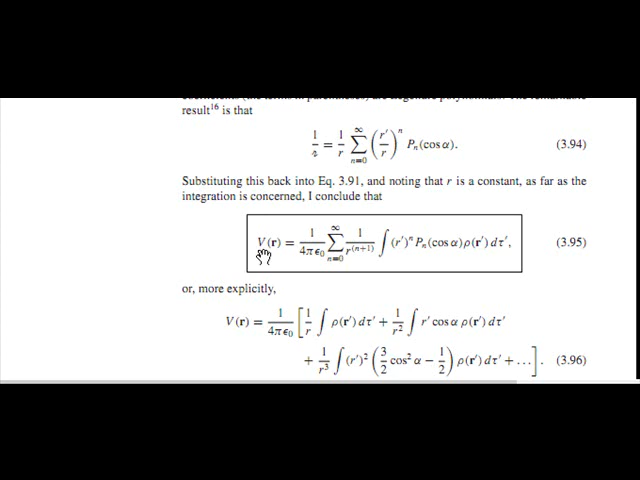 result¹⁶ is that
1/𝓇 = 1/r ∑_{n=0}^{∞} (r′/r)ⁿ Pₙ(cos α). (3.94)
Substituting this back into Eq. 3.91, and noting that r is a constant, as far as the
integration is concerned, I conclude that
V(r) = 1/(4πϵ₀) ∑_{n=0}^{∞} 1/r^{(n+1)} ∫ (r′)ⁿ Pₙ(cos α) ρ(r′) dτ′, (3.95)
or, more explicitly,
V(r) = 1/(4πϵ₀) [ 1/r ∫ ρ(r′) dτ′ + 1/r² ∫ r′ cos α ρ(r′) dτ′
+ 1/r³ ∫ (r′)² (3/2 cos² α − 1/2) ρ(r′) dτ′ + … ]. (3.96)